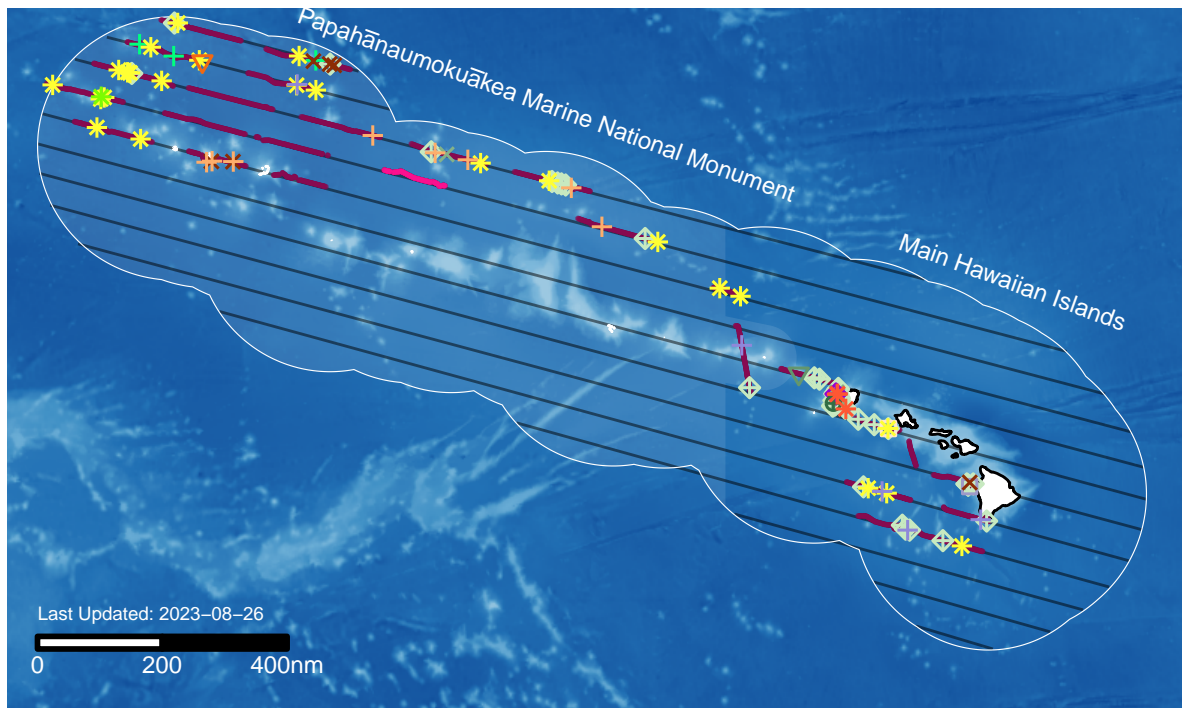 Papahānaumokuākea Marine National Monument
Main Hawaiian Islands
Last Updated: 2023−08−26
0 200 400nm